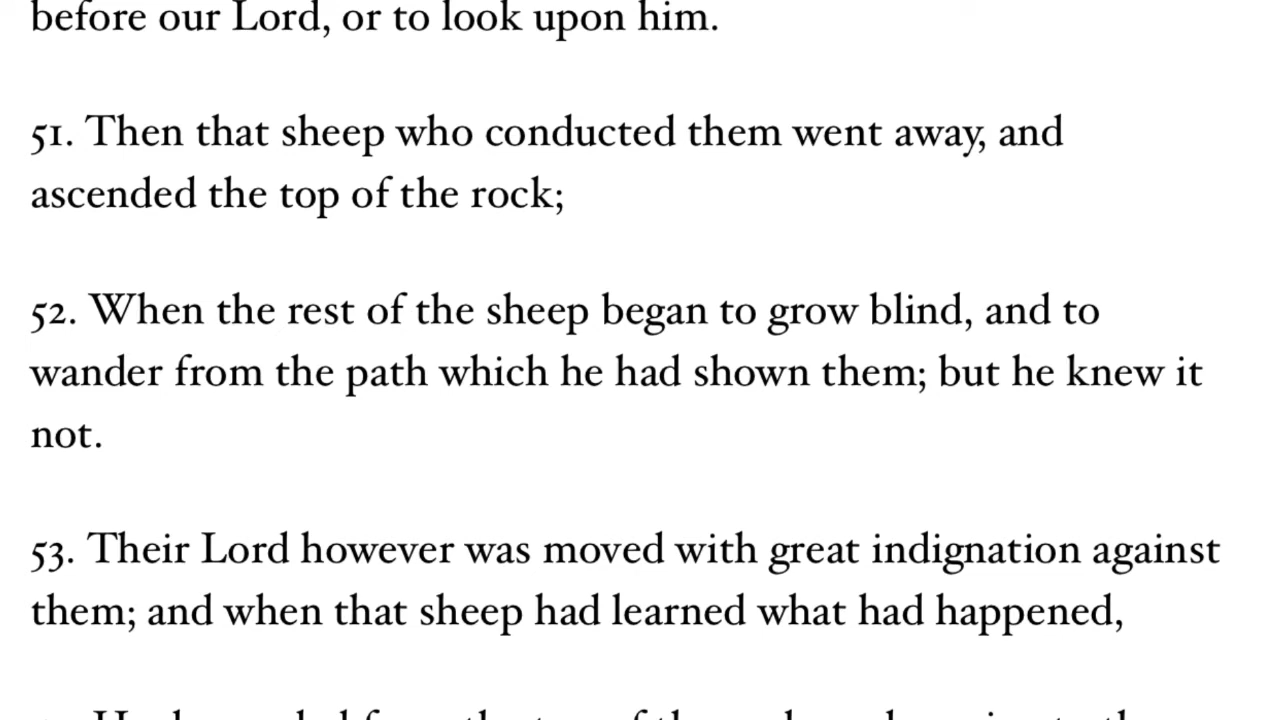 before our Lord, or to look upon him.
51. Then that sheep who conducted them went away, and
ascended the top of the rock;
52. When the rest of the sheep began to grow blind, and to
wander from the path which he had shown them; but he knew it
not.
53. Their Lord however was moved with great indignation against
them; and when that sheep had learned what had happened,